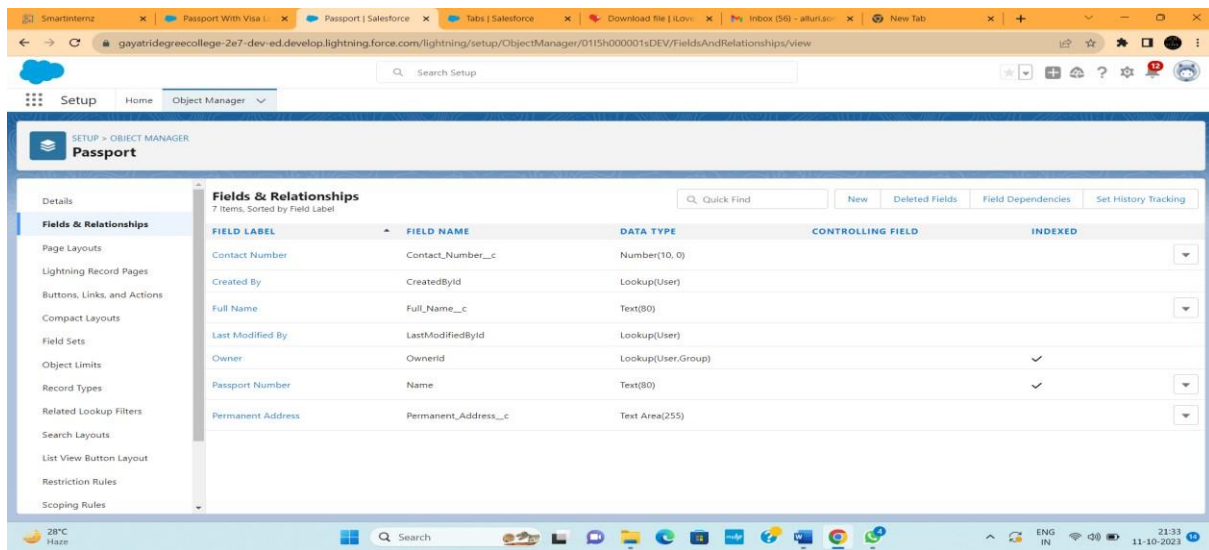 Smartinternz Passport With Visa L Passport | Salesforce Tabs | Salesforce Download file | iLove Inbox (56) - alluri.sor New Tab
gayatridegreecollege-2e7-dev-ed.develop.lightning.force.com/lightning/setup/ObjectManager/01I5h000001sDEV/FieldsAndRelationships/view
Search Setup
12
Setup Home Object Manager
SETUP > OBJECT MANAGER
Passport
Details
Fields & Relationships
Page Layouts
Lightning Record Pages
Buttons, Links, and Actions
Compact Layouts
Field Sets
Object Limits
Record Types
Related Lookup Filters
Search Layouts
List View Button Layout
Restriction Rules
Scoping Rules
Fields & Relationships
7 Items, Sorted by Field Label
Quick Find New Deleted Fields Field Dependencies Set History Tracking
FIELD LABEL FIELD NAME DATA TYPE CONTROLLING FIELD INDEXED
Contact Number Contact_Number__c Number(10, 0)
Created By CreatedById Lookup(User)
Full Name Full_Name__c Text(80)
Last Modified By LastModifiedById Lookup(User)
Owner OwnerId Lookup(User,Group)
Passport Number Name Text(80)
Permanent Address Permanent_Address__c Text Area(255)
28°C
Haze
Search
ENG
IN
21:33
11-10-2023